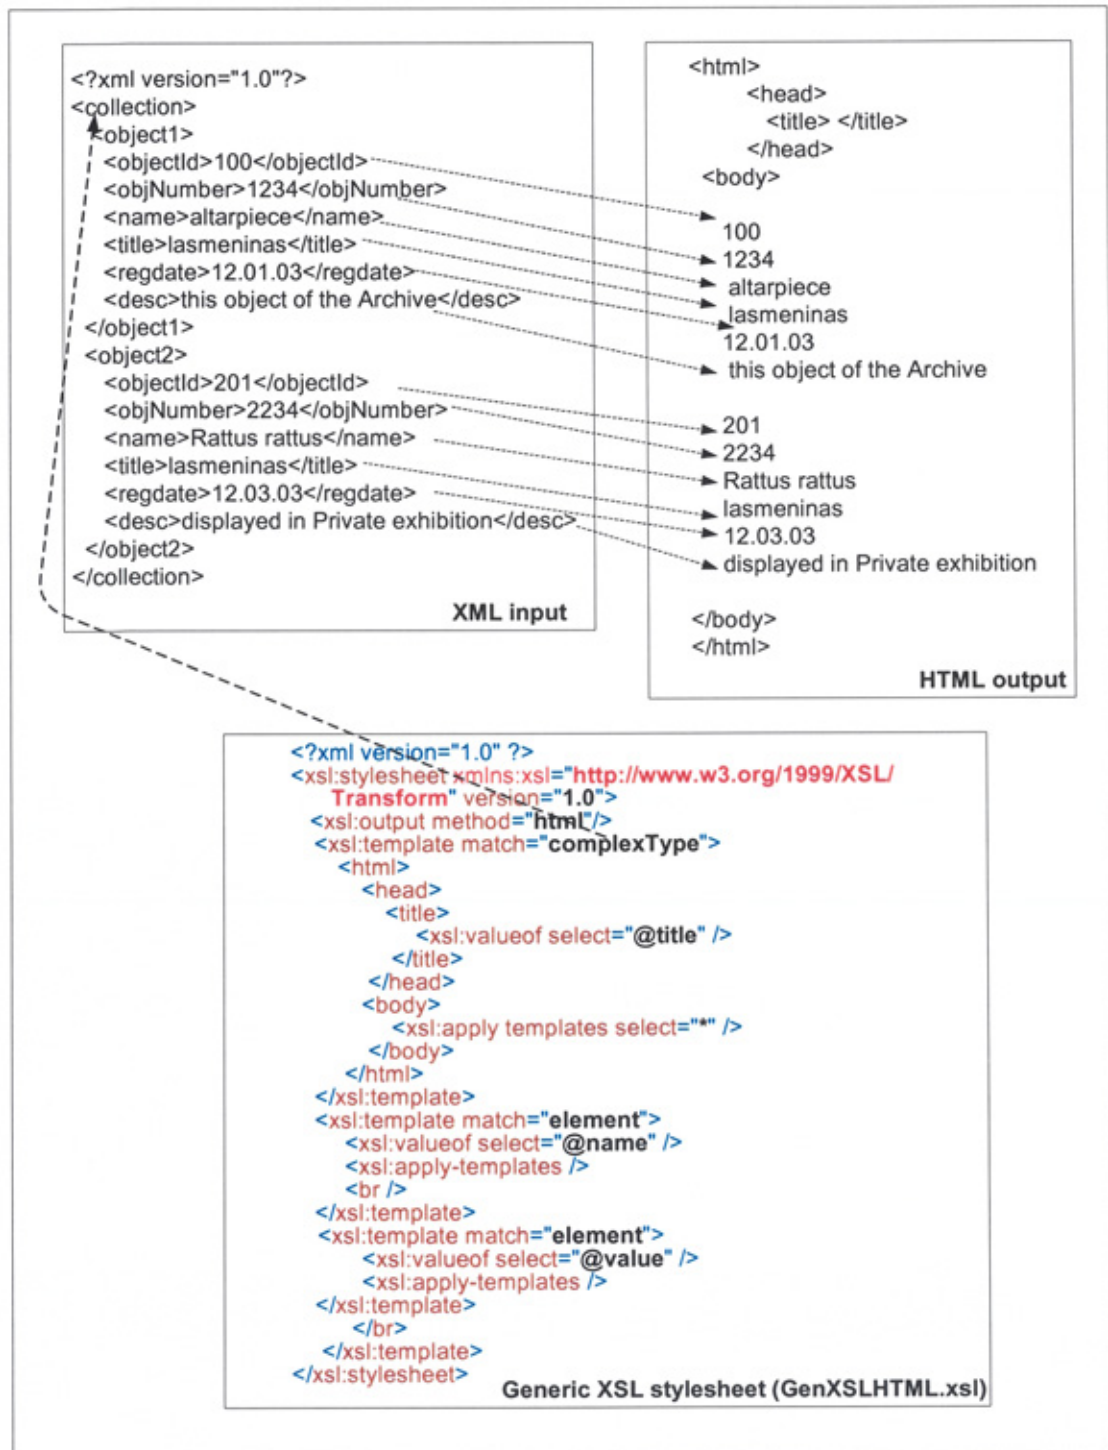 <?xml version="1.0"?>
<collection>
<object1>
<objectId>100</objectId>
<objNumber>1234</objNumber>
<name>altarpiece</name>
<title>lasmeninas</title>
<regdate>12.01.03</regdate>
<desc>this object of the Archive</desc>
</object1>
<object2>
<objectId>201</objectId>
<objNumber>2234</objNumber>
<name>Rattus rattus</name>
<title>lasmeninas</title>
<regdate>12.03.03</regdate>
<desc>displayed in Private exhibition</desc>
</object2>
</collection>
XML input
<html>
<head>
<title> </title>
</head>
<body>
100
1234
altarpiece
lasmeninas
12.01.03
this object of the Archive
201
2234
Rattus rattus
lasmeninas
12.03.03
displayed in Private exhibition
</body>
</html>
HTML output
<?xml version="1.0" ?>
<xsl:stylesheet xmlns:xsl="http://www.w3.org/1999/XSL/
Transform" version="1.0">
<xsl:output method="html"/>
<xsl:template match="complexType">
<html>
<head>
<title>
<xsl:valueof select="@title" />
</title>
</head>
<body>
<xsl:apply templates select="*" />
</body>
</html>
</xsl:template>
<xsl:template match="element">
<xsl:valueof select="@name" />
<xsl:apply-templates />
<br />
</xsl:template>
<xsl:template match="element">
<xsl:valueof select="@value" />
<xsl:apply-templates />
</xsl:template>
</br>
</xsl:template>
</xsl:stylesheet>
Generic XSL stylesheet (GenXSLHTML.xsl)